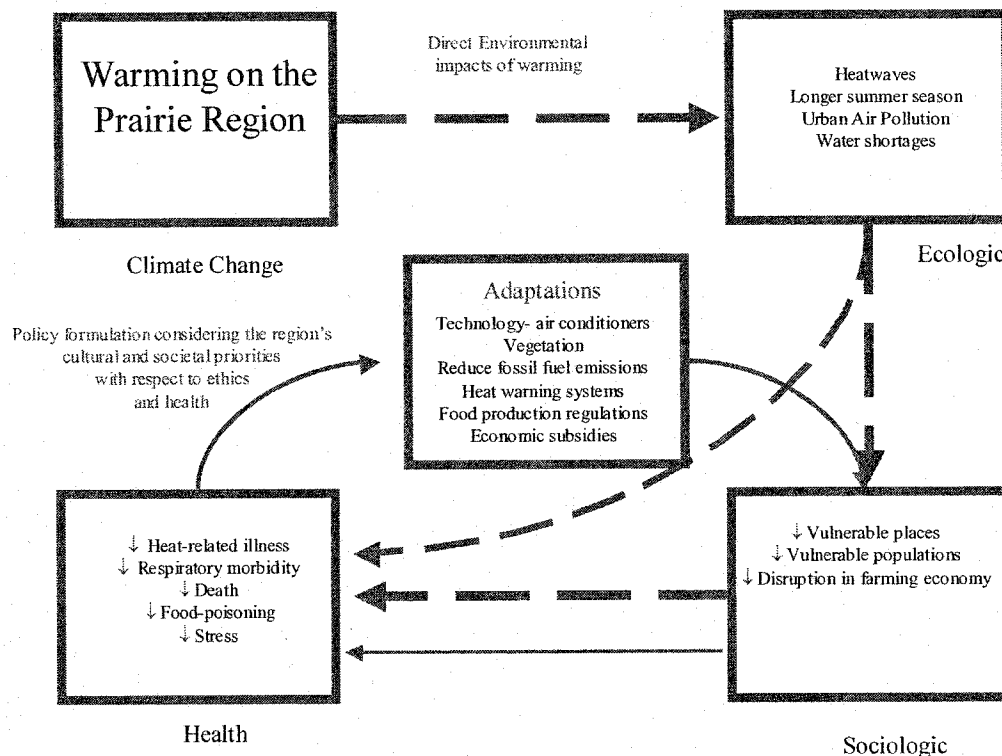 Warming on the
Prairie Region
Direct Environmental
impacts of warming
Heatwaves
Longer summer season
Urban Air Pollution
Water shortages
Climate Change
Ecologic
Policy formulation considering the region's
cultural and societal priorities
with respect to ethics
and health
Adaptations
Technology- air conditioners
Vegetation
Reduce fossil fuel emissions
Heat warning systems
Food production regulations
Economic subsidies
↓ Heat-related illness
↓ Respiratory morbidity
↓ Death
↓ Food-poisoning
↓ Stress
↓ Vulnerable places
↓ Vulnerable populations
↓ Disruption in farming economy
Health
Sociologic